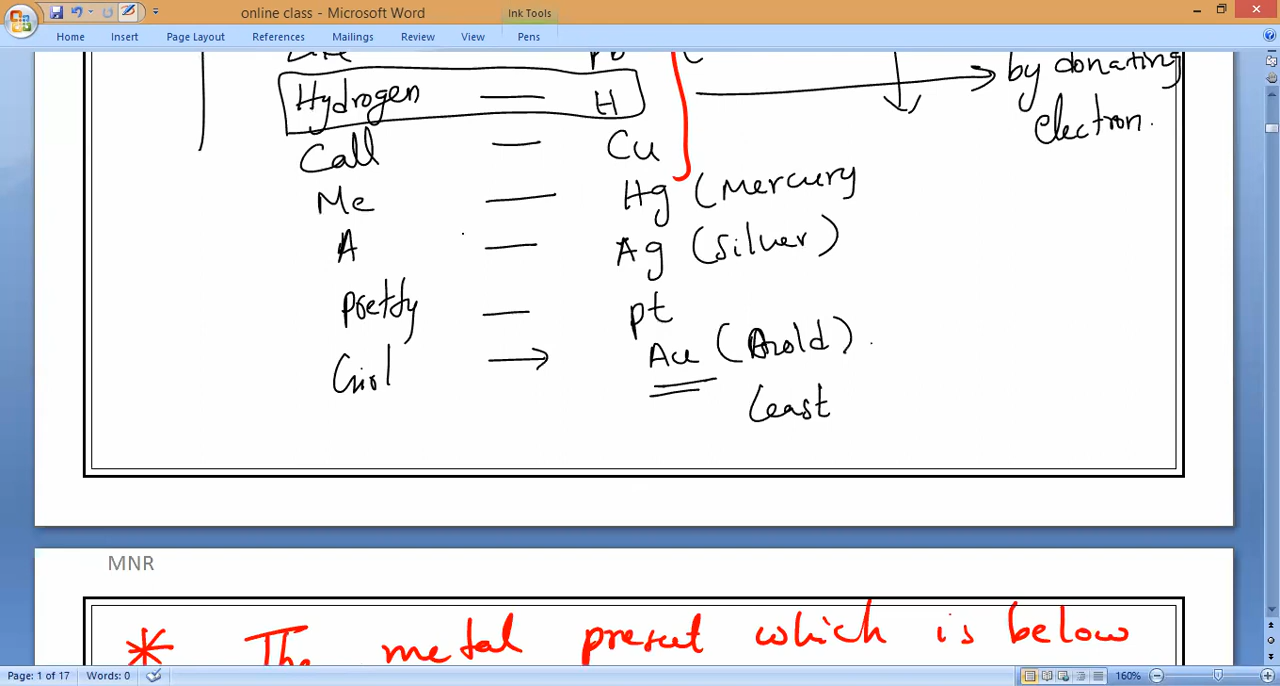 online class - Microsoft Word
Ink Tools
Home Insert Page Layout References Mailings Review View Pens
Pb
by donating
Hydrogen — H
electron.
Call — Cu
Me — Hg (Mercury
A — Ag (Silver)
Pretty — pt
Girl → Au (Gold).
Least
MNR
* The metal preset which is below
Page: 1 of 17 Words: 0 160%